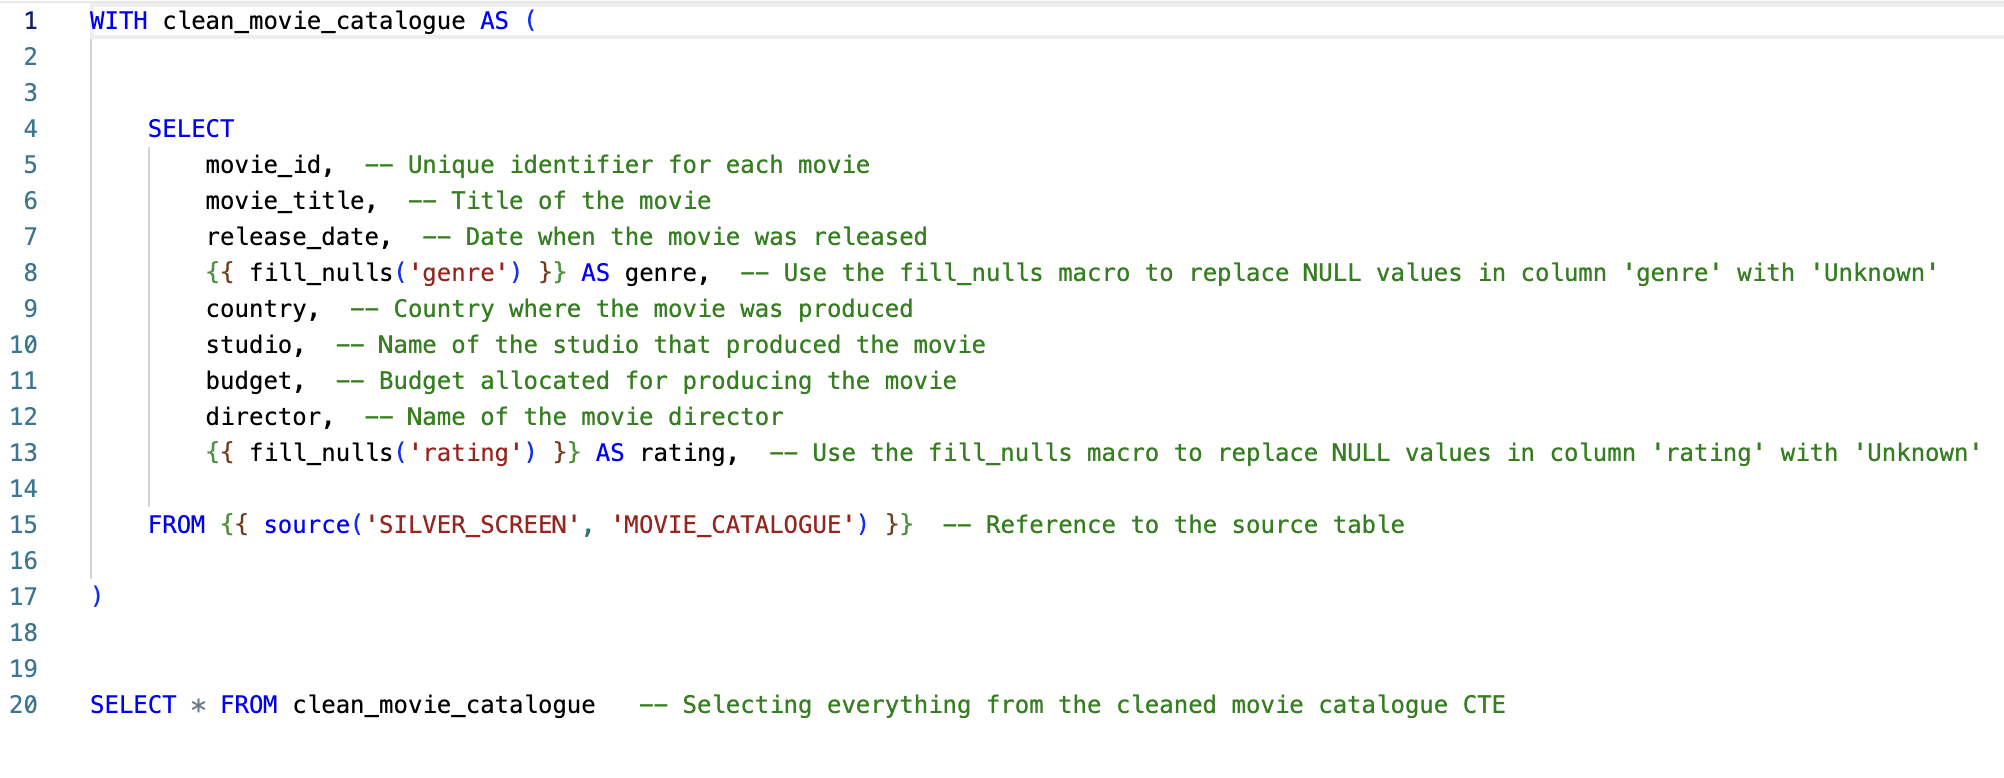 1 WITH clean_movie_catalogue AS (
2
3
4 SELECT
5 movie_id,  -- Unique identifier for each movie
6 movie_title,  -- Title of the movie
7 release_date,  -- Date when the movie was released
8 {{ fill_nulls('genre') }} AS genre,  -- Use the fill_nulls macro to replace NULL values in column 'genre' with 'Unknown'
9 country,  -- Country where the movie was produced
10 studio,  -- Name of the studio that produced the movie
11 budget,  -- Budget allocated for producing the movie
12 director,  -- Name of the movie director
13 {{ fill_nulls('rating') }} AS rating,  -- Use the fill_nulls macro to replace NULL values in column 'rating' with 'Unknown'
14
15 FROM {{ source('SILVER_SCREEN', 'MOVIE_CATALOGUE') }}  -- Reference to the source table
16
17 )
18
19
20 SELECT * FROM clean_movie_catalogue   -- Selecting everything from the cleaned movie catalogue CTE